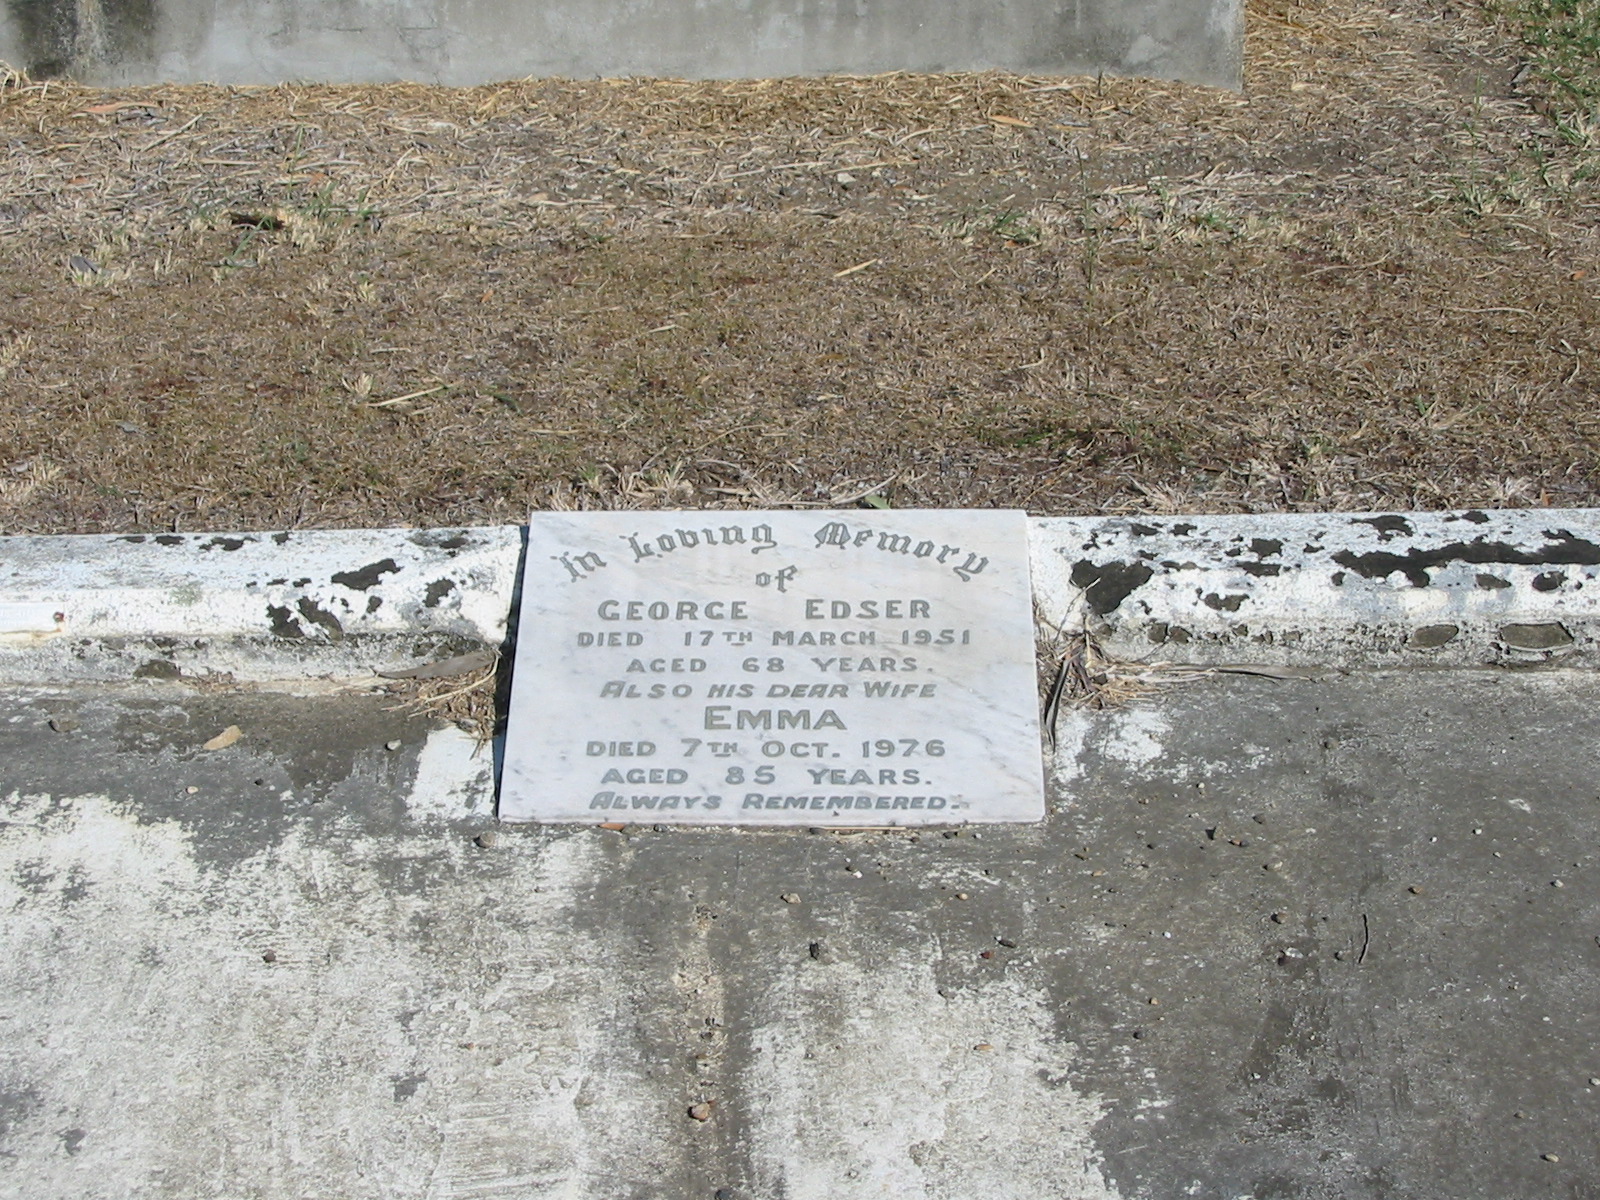 In Loving Memory
of
GEORGE EDSER
DIED 17TH MARCH 1951
AGED 68 YEARS.
ALSO HIS DEAR WIFE
EMMA
DIED 7TH OCT. 1976
AGED 85 YEARS.
ALWAYS REMEMBERED.